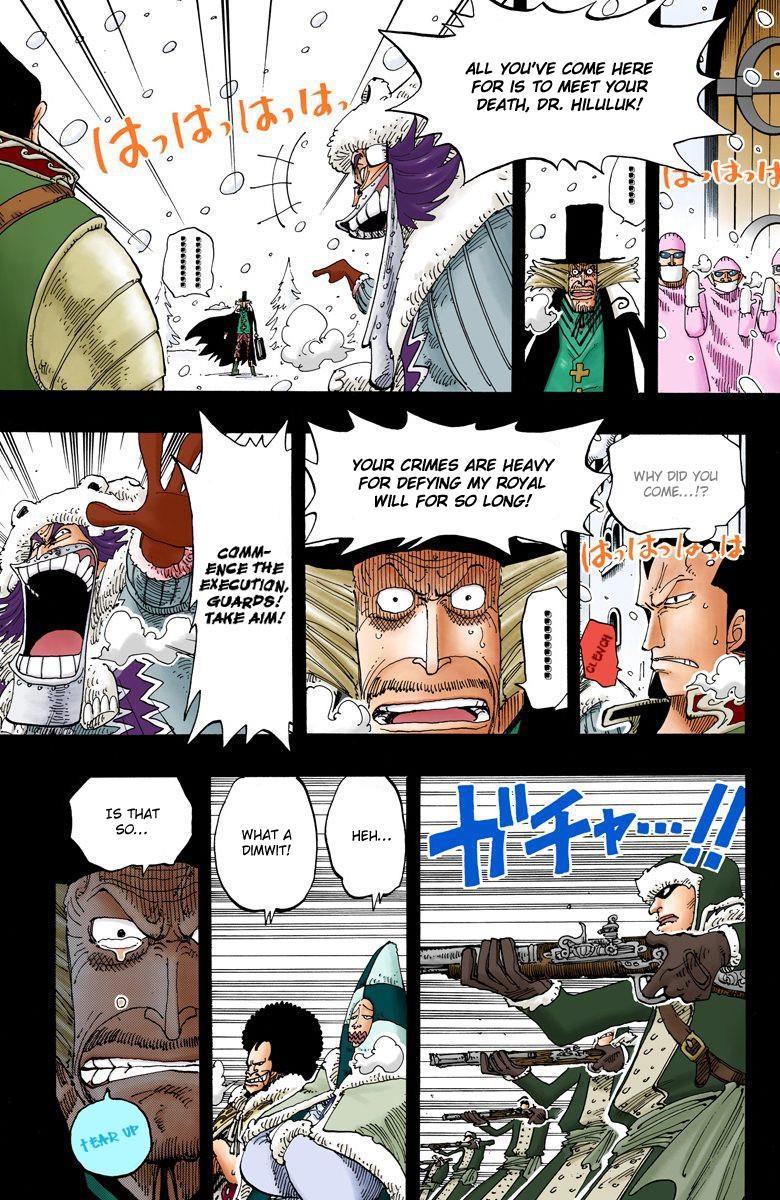 ALL YOU'VE COME HERE
FOR IS TO MEET YOUR
DEATH, DR. HILULUK!
はっはっはっはっ
はっはっは
WHY DID YOU
COME...!?
はっはっはっは
CLENCH
YOUR CRIMES ARE HEAVY
FOR DEFYING MY ROYAL
WILL FOR SO LONG!
COMM-
ENCE THE
EXECUTION,
GUARDS!
TAKE AIM!
ガチャ…!!
HEH...
WHAT A
DIMWIT!
IS THAT
SO...
TEAR UP